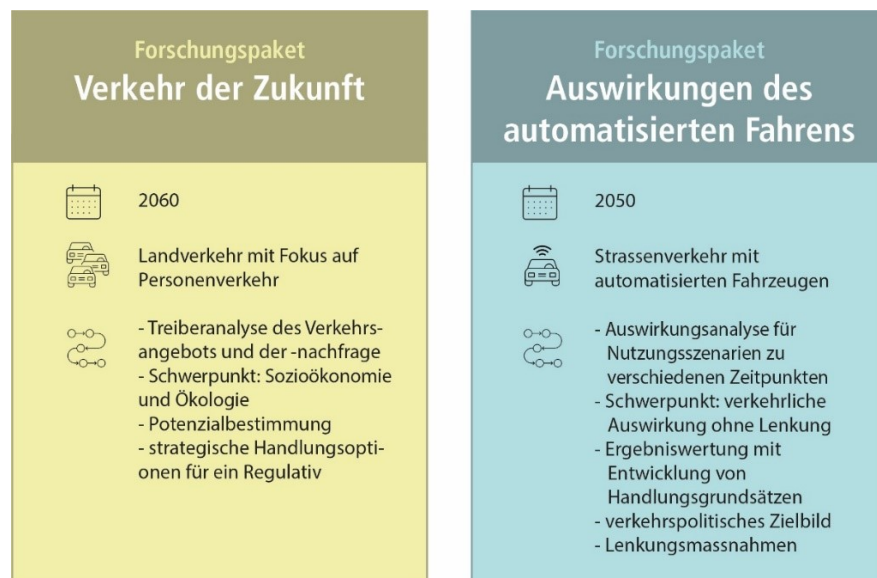 Forschungspaket
Verkehr der Zukunft
2060
Landverkehr mit Fokus auf
Personenverkehr
- Treiberanalyse des Verkehrs-
angebots und der -nachfrage
- Schwerpunkt: Sozioökonomie
und Ökologie
- Potenzialbestimmung
- strategische Handlungsopti-
onen für ein Regulativ
Forschungspaket
Auswirkungen des
automatisierten Fahrens
2050
Strassenverkehr mit
automatisierten Fahrzeugen
- Auswirkungsanalyse für
Nutzungsszenarien zu
verschiedenen Zeitpunkten
- Schwerpunkt: verkehrliche
Auswirkung ohne Lenkung
- Ergebniswertung mit
Entwicklung von
Handlungsgrundsätzen
- verkehrspolitisches Zielbild
- Lenkungsmassnahmen